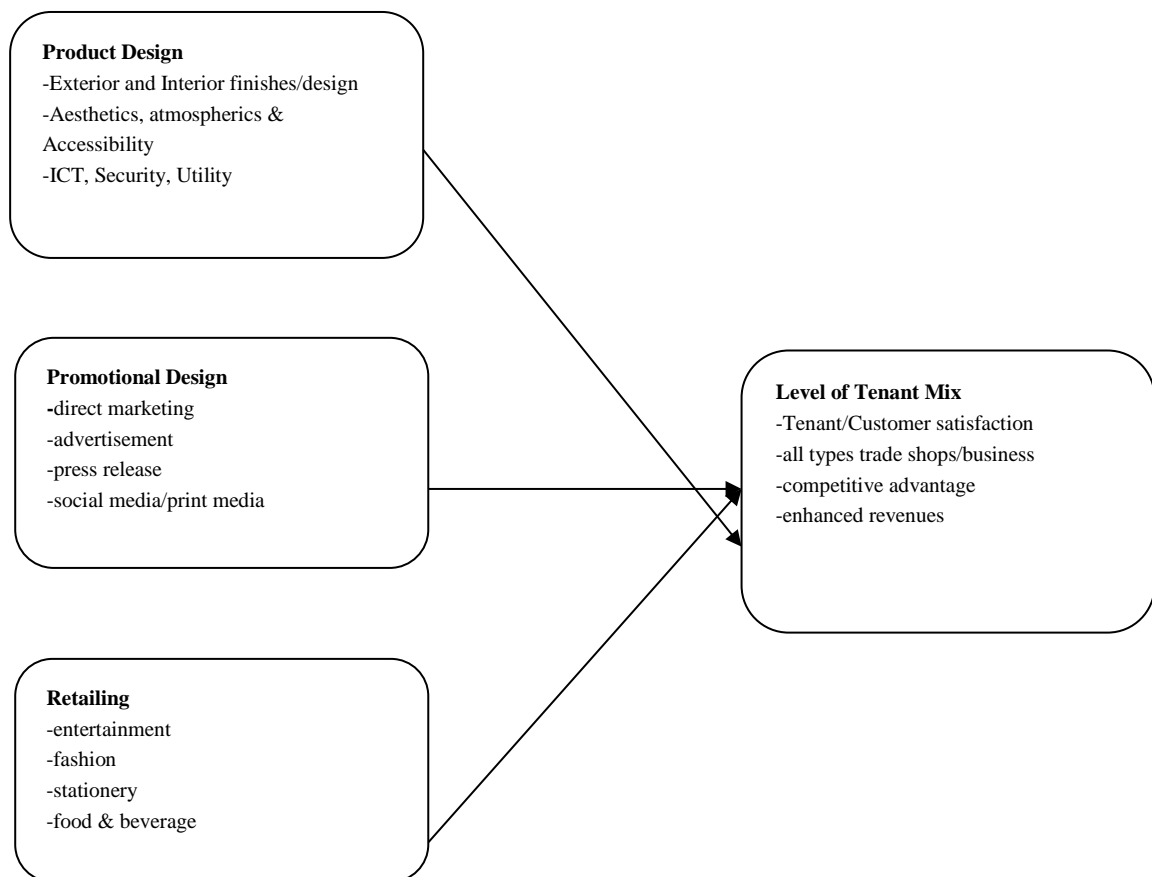 Product Design
-Exterior and Interior finishes/design
-Aesthetics, atmospherics &
Accessibility
-ICT, Security, Utility
Promotional Design
-direct marketing
-advertisement
-press release
-social media/print media
Level of Tenant Mix
-Tenant/Customer satisfaction
-all types trade shops/business
-competitive advantage
-enhanced revenues
Retailing
-entertainment
-fashion
-stationery
-food & beverage